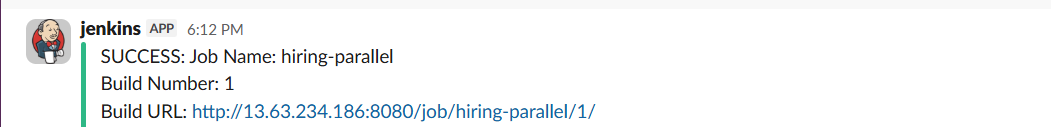 jenkins APP 6:12 PM
SUCCESS: Job Name: hiring-parallel
Build Number: 1
Build URL: http://13.63.234.186:8080/job/hiring-parallel/1/